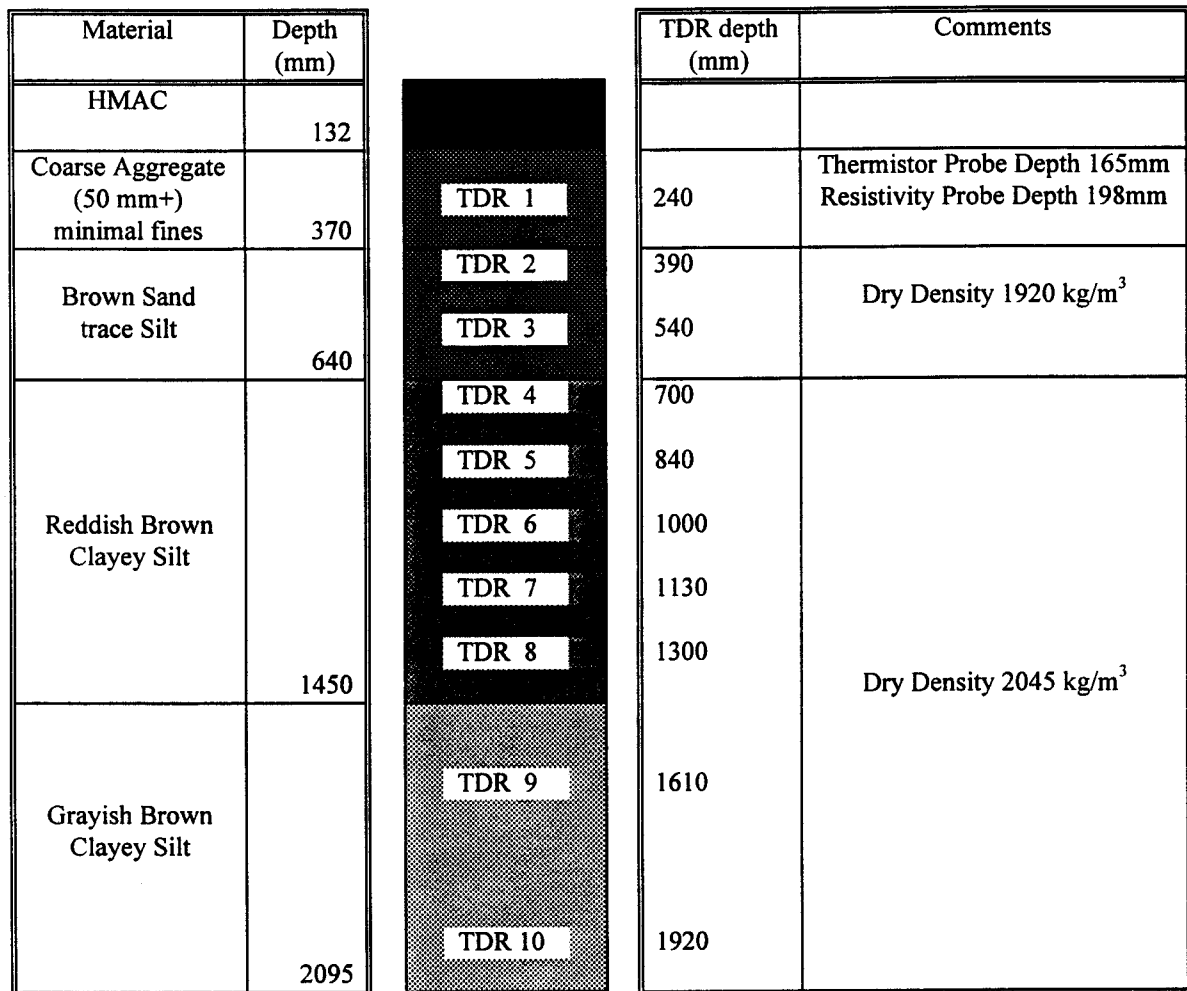 Material
Depth
(mm)
HMAC
132
Coarse Aggregate
(50 mm+)
minimal fines
370
Brown Sand
trace Silt
640
Reddish Brown
Clayey Silt
1450
Grayish Brown
Clayey Silt
2095
TDR 1
TDR 2
TDR 3
TDR 4
TDR 5
TDR 6
TDR 7
TDR 8
TDR 9
TDR 10
TDR depth
(mm)
Comments
240
Thermistor Probe Depth 165mm
Resistivity Probe Depth 198mm
390
Dry Density 1920 kg/m³
540
700
840
1000
1130
1300
Dry Density 2045 kg/m³
1610
1920